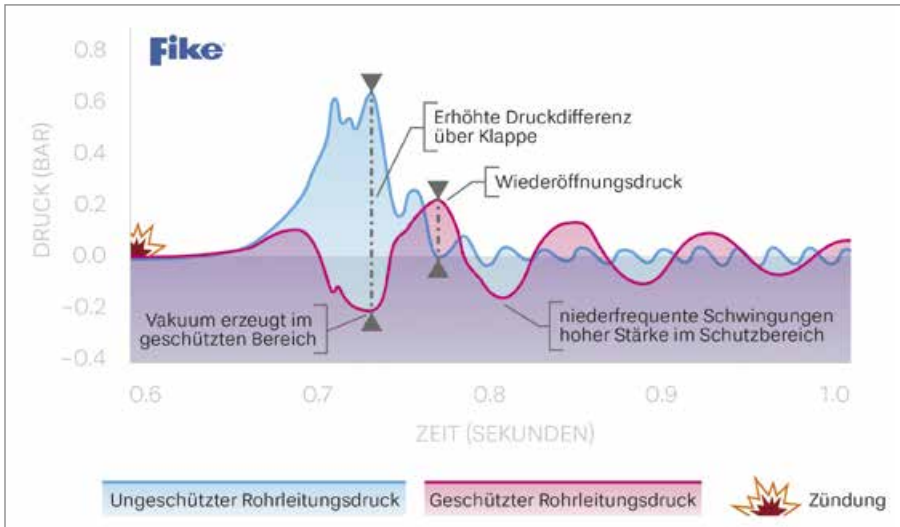 Fike
0.8
0.6
0.4
0.2
0.0
−0.2
−0.4
DRUCK (BAR)
Erhöhte Druckdifferenz
über Klappe
Wiederöffnungsdruck
Vakuum erzeugt im
geschützten Bereich
niederfrequente Schwingungen
hoher Stärke im Schutzbereich
0.6 0.7 0.8 0.9 1.0
ZEIT (SEKUNDEN)
Ungeschützter Rohrleitungsdruck Geschützter Rohrleitungsdruck Zündung